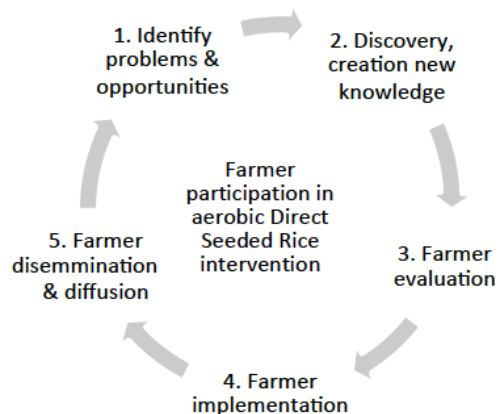 1. Identify
problems &
opportunities
2. Discovery,
creation new
knowledge
Farmer
participation in
aerobic Direct
Seeded Rice
intervention
3. Farmer
evaluation
4. Farmer
implementation
5. Farmer
disemmination
& diffusion